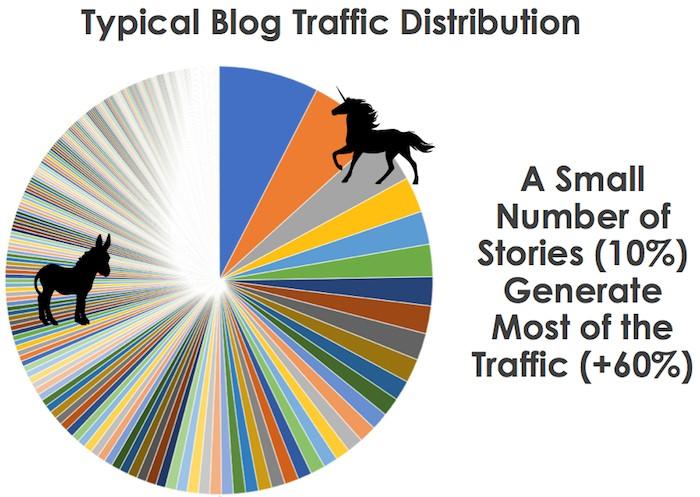 Typical Blog Traffic Distribution
A Small
Number of
Stories (10%)
Generate
Most of the
Traffic (+60%)